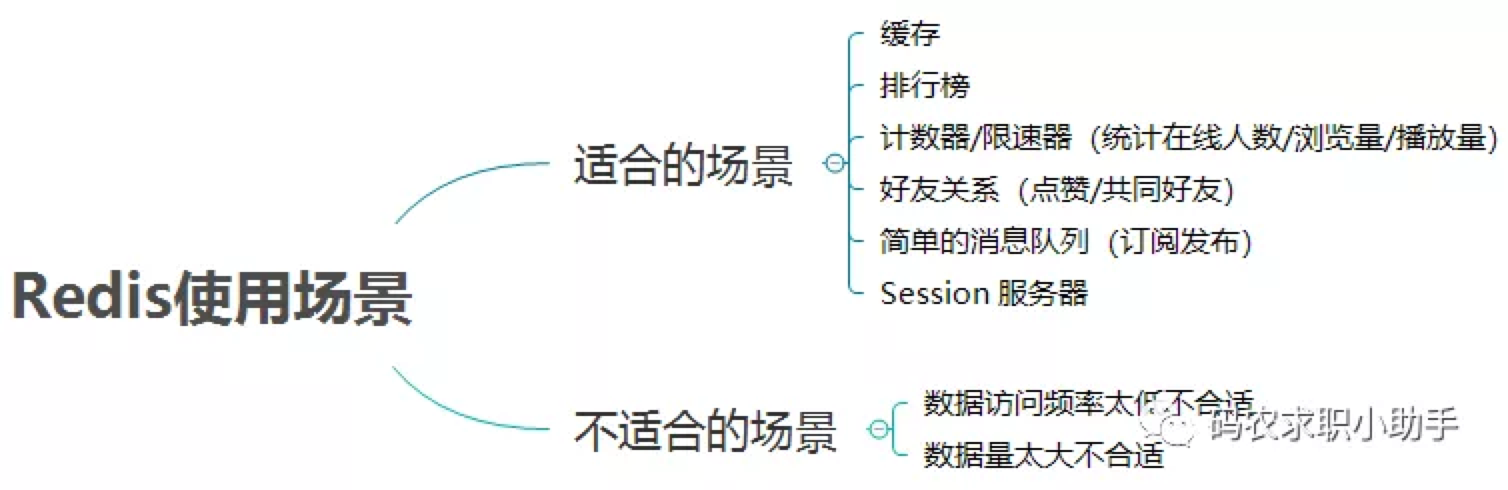 缓存
排行榜
计数器/限速器（统计在线人数/浏览量/播放量）
适合的场景
好友关系（点赞/共同好友）
简单的消息队列（订阅发布）
Session 服务器
Redis使用场景
数据访问频率太低不合适
不适合的场景
码农求职小助手
数据量太大不合适